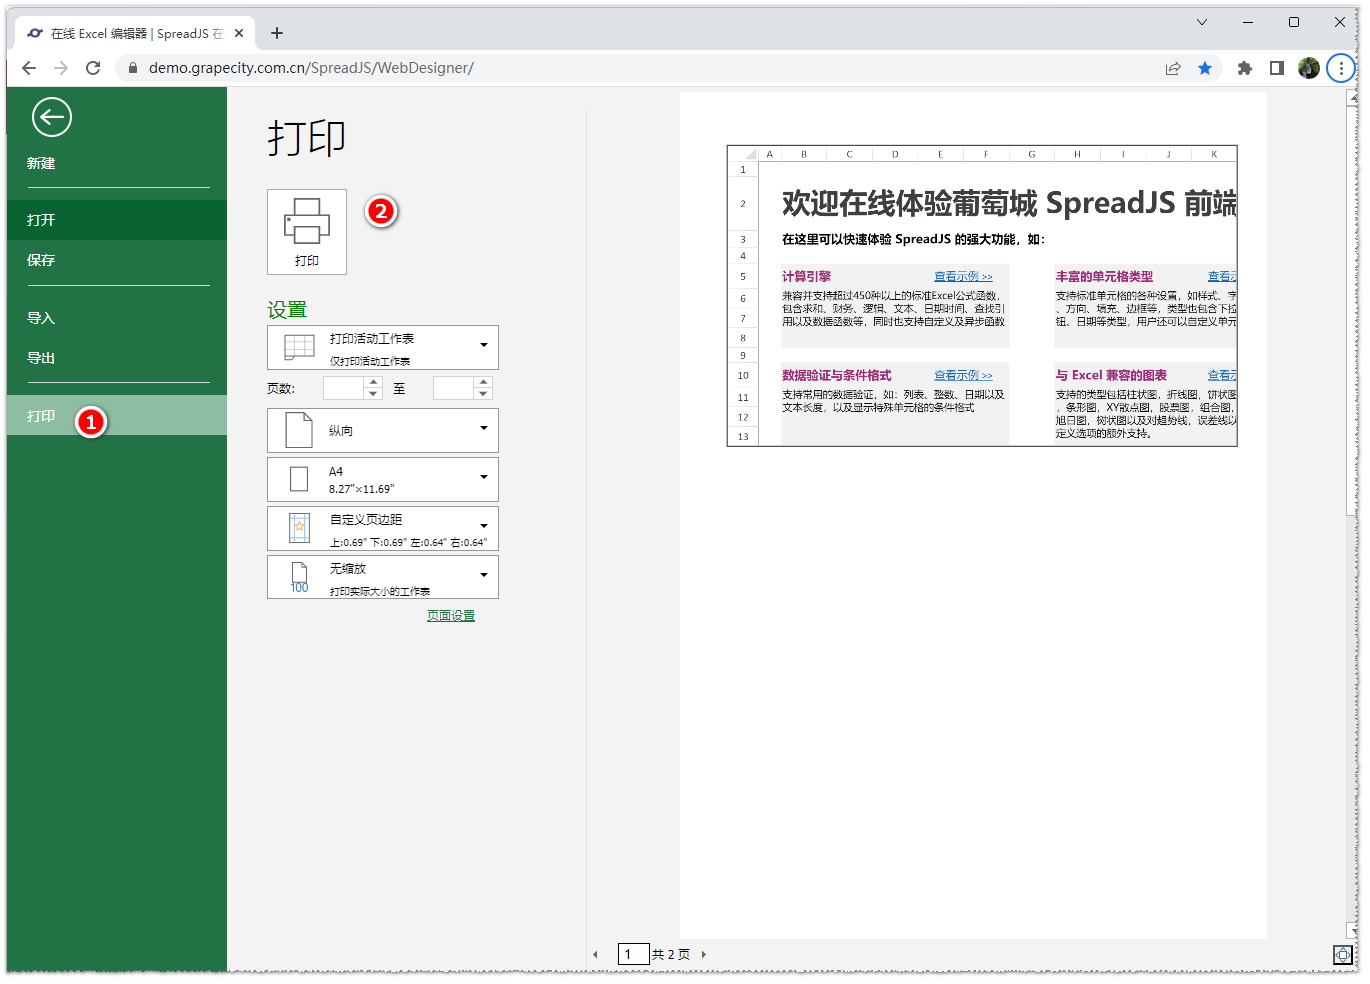 在线 Excel 编辑器 | SpreadJS 在
demo.grapecity.com.cn/SpreadJS/WebDesigner/
新建
打开
保存
导入
导出
打印
1
打印
打印
2
设置
打印活动工作表
仅打印活动工作表
页数:
至
纵向
A4
8.27"×11.69"
自定义页边距
上:0.69" 下:0.69" 左:0.64" 右:0.64"
100
无缩放
打印实际大小的工作表
页面设置
A B C D E F G H I J K
1
2
欢迎在线体验葡萄城 SpreadJS 前端
3
在这里可以快速体验 SpreadJS 的强大功能，如：
4
5
计算引擎 查看示例 >>
6
兼容并支持超过450种以上的标准Excel公式函数，
包含求和、财务、逻辑、文本、日期时间、查找引
7
用以及数据函数等，同时也支持自定义及异步函数
8
丰富的单元格类型 查看示
支持标准单元格的各种设置，如样式、字
、方向、填充、边框等，类型也包含下拉
钮、日期等类型，用户还可以自定义单元
9
10
数据验证与条件格式 查看示例 >>
11
支持常用的数据验证，如：列表、整数、日期以及
文本长度，以及显示特殊单元格的条件格式
12
13
与 Excel 兼容的图表 查看示
支持的类型包括柱状图，折线图，饼状图
，条形图，XY散点图，股票图，组合图，
旭日图，树状图以及对趋势线，误差线以
定义选项的额外支持。
1 共 2 页